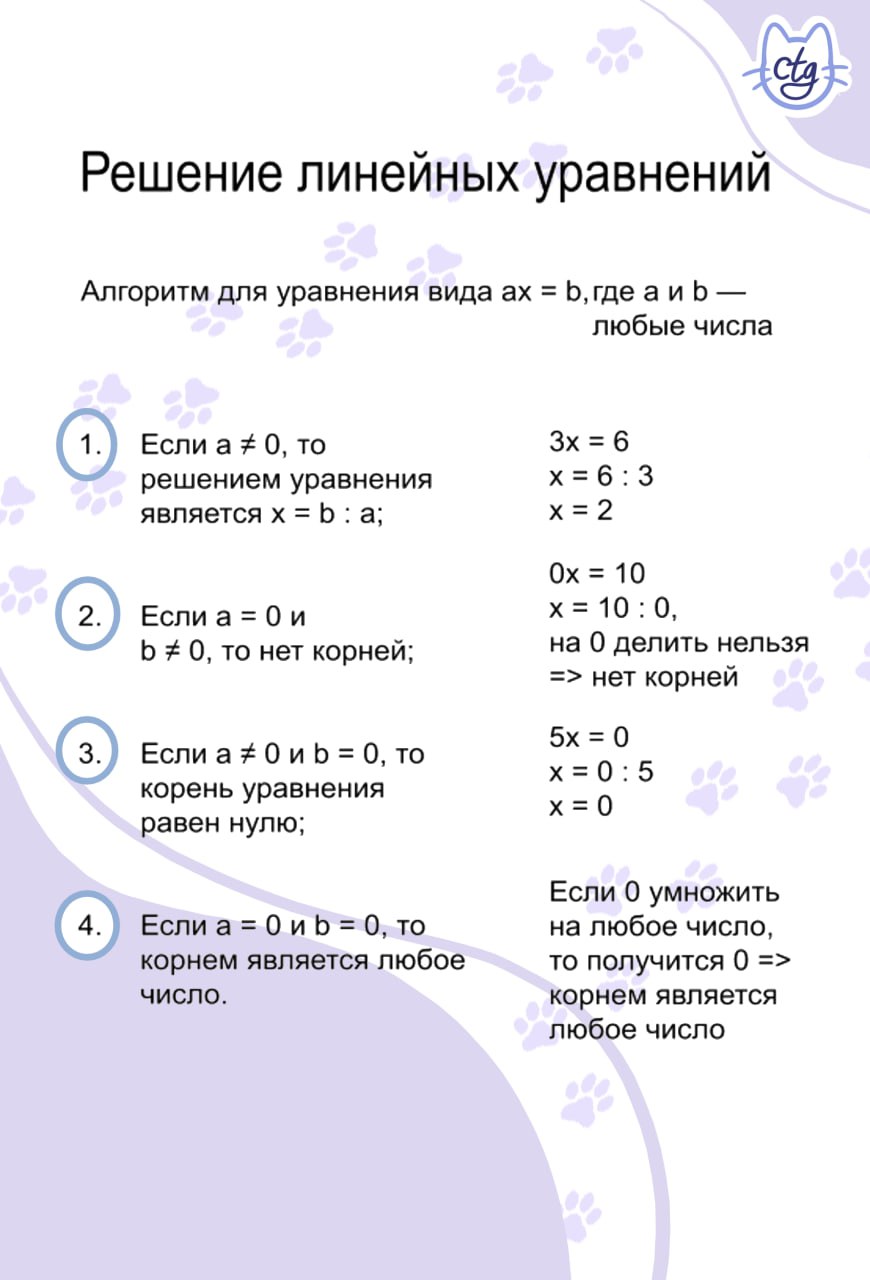 ctg
Решение линейных уравнений
Алгоритм для уравнения вида ax = b, где a и b —
любые числа
1.
Если a ≠ 0, то
решением уравнения
является x = b : a;
3x = 6
x = 6 : 3
x = 2
2.
Если a = 0 и
b ≠ 0, то нет корней;
0x = 10
x = 10 : 0,
на 0 делить нельзя
=> нет корней
3.
Если a ≠ 0 и b = 0, то
корень уравнения
равен нулю;
5x = 0
x = 0 : 5
x = 0
4.
Если a = 0 и b = 0, то
корнем является любое
число.
Если 0 умножить
на любое число,
то получится 0 =>
корнем является
любое число